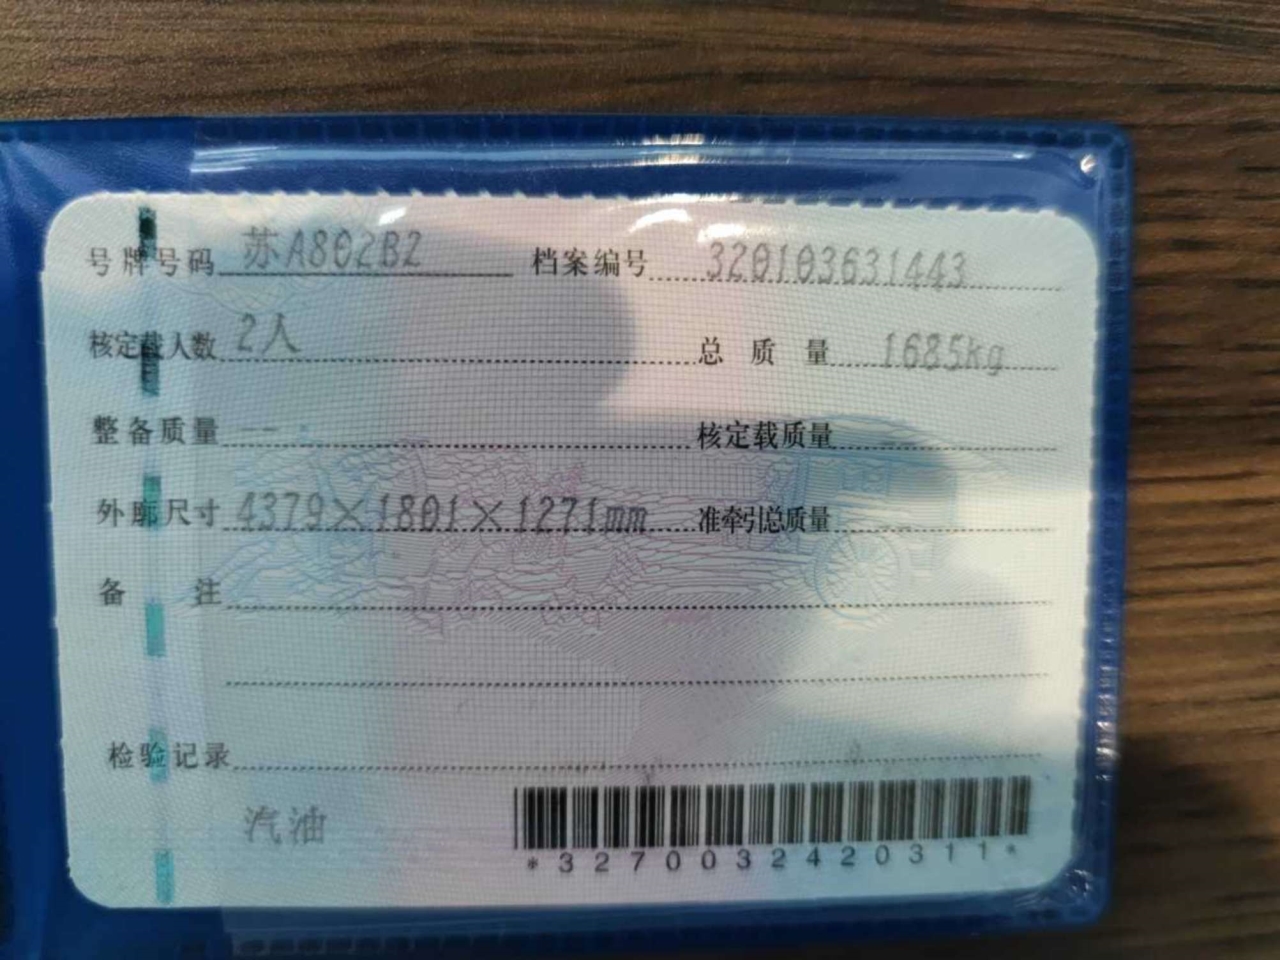 号牌号码 苏A802B2 档案编号 320103631443
核定载人数 2人 总质量 1685kg
整备质量 -- 核定载质量 --
外廓尺寸 4379×1801×1271mm 准牵引总质量 --
备注
检验记录
汽油
*3270032420311*